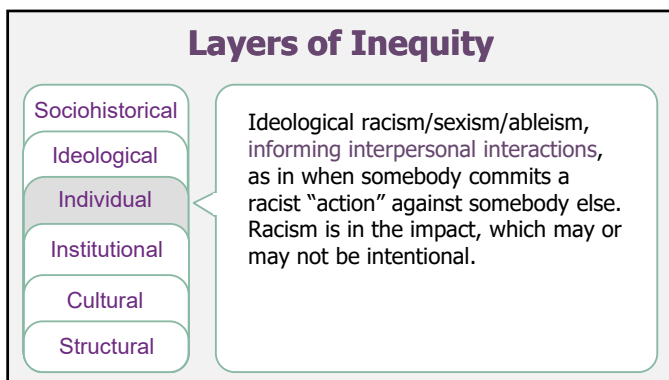 Layers of Inequity
Sociohistorical
Ideological
Individual
Institutional
Cultural
Structural
Ideological racism/sexism/ableism,
informing interpersonal interactions,
as in when somebody commits a
racist “action” against somebody else.
Racism is in the impact, which may or
may not be intentional.